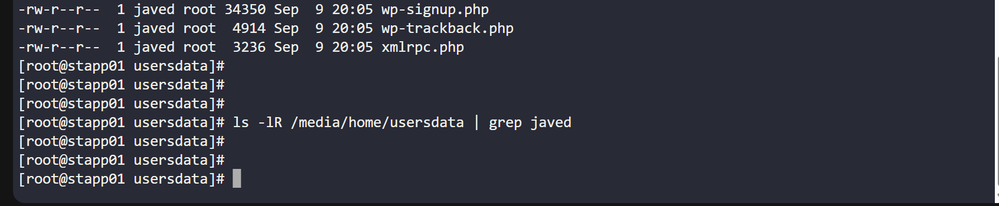 -rw-r--r--  1 javed root 34350 Sep  9 20:05 wp-signup.php
-rw-r--r--  1 javed root  4914 Sep  9 20:05 wp-trackback.php
-rw-r--r--  1 javed root  3236 Sep  9 20:05 xmlrpc.php
[root@stapp01 usersdata]#
[root@stapp01 usersdata]#
[root@stapp01 usersdata]#
[root@stapp01 usersdata]# ls -lR /media/home/usersdata | grep javed
[root@stapp01 usersdata]#
[root@stapp01 usersdata]#
[root@stapp01 usersdata]#